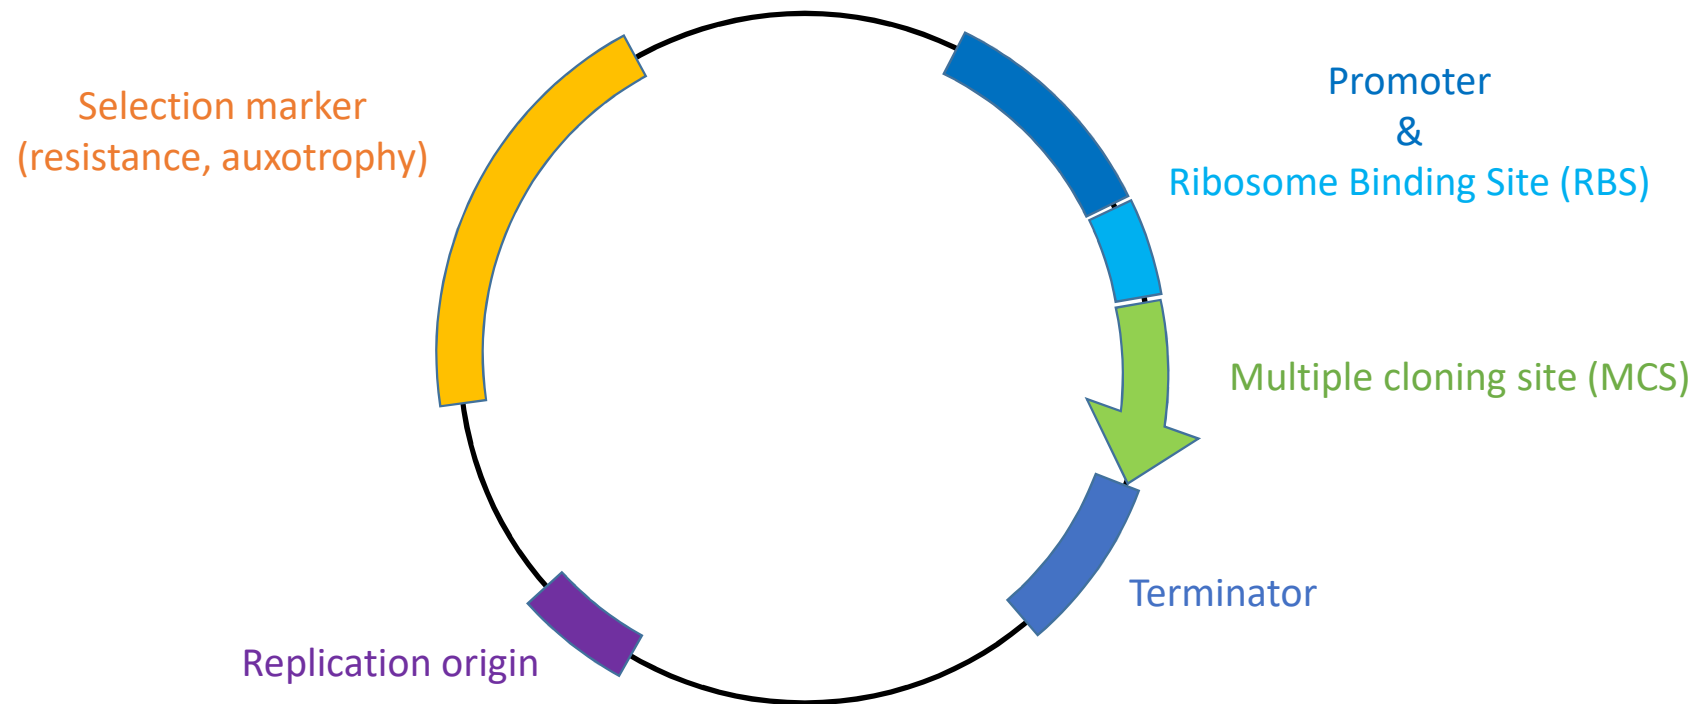 Selection marker
(resistance, auxotrophy)
Promoter
&
Ribosome Binding Site (RBS)
Multiple cloning site (MCS)
Terminator
Replication origin